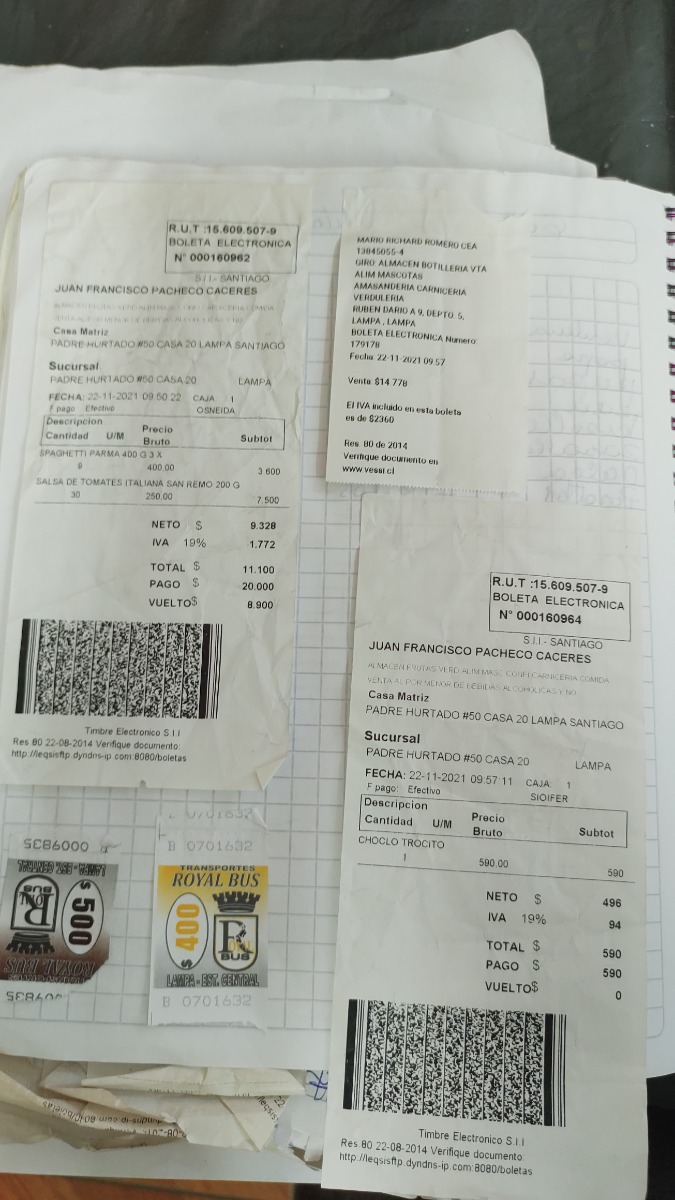 R.U.T :15.609.507-9
BOLETA ELECTRONICA
N° 000160962
S.I.I.- SANTIAGO
JUAN FRANCISCO PACHECO CACERES
Casa Matriz
PADRE HURTADO #50 CASA 20 LAMPA SANTIAGO
Sucursal
PADRE HURTADO #50 CASA 20 LAMPA
FECHA: 22-11-2021 09:50:22 CAJA 1
F pago Efectivo OSNEIDA
Descripcion
Cantidad U/M Precio Bruto Subtot
SPAGHETTI PARMA 400 G 3 X
9 400.00 3 600
SALSA DE TOMATES ITALIANA SAN REMO 200 G
30 250.00 7.500
NETO $ 9.328
IVA 19% 1.772
TOTAL $ 11.100
PAGO $ 20.000
VUELTO$ 8.900
Timbre Electronico S.I.I
Res.80 22-08-2014 Verifique documento:
http://leqsisftp.dyndns-ip.com:8080/boletas
MARIO RICHARD ROMERO CEA
13845055-4
GIRO: ALMACEN BOTILLERIA VTA
ALIM MASCOTAS
AMASANDERIA CARNICERIA
VERDULERIA
RUBEN DARIO A 9, DEPTO. 5,
LAMPA, LAMPA
BOLETA ELECTRONICA Numero:
179178
Fecha: 22-11-2021 09:57
Venta $14.778
El IVA incluido en esta boleta
es de $2360
Res. 80 de 2014
Verifique documento en
www.vessi.cl
R.U.T :15.609.507-9
BOLETA ELECTRONICA
N° 000160964
S.I.I.- SANTIAGO
JUAN FRANCISCO PACHECO CACERES
ALMACEN FRUTAS VERD ALIM MASC CONFI CARNICERIA COMIDA
VENTA AL POR MENOR DE BEBIDAS ALCOHOLICAS Y NO
Casa Matriz
PADRE HURTADO #50 CASA 20 LAMPA SANTIAGO
Sucursal
PADRE HURTADO #50 CASA 20 LAMPA
FECHA: 22-11-2021 09:57:11 CAJA: 1
F pago: Efectivo SIOIFER
Descripcion
Cantidad U/M Precio Bruto Subtot
CHOCLO TROCITO
1 590.00 590
NETO $ 496
IVA 19% 94
TOTAL $ 590
PAGO $ 590
VUELTO$ 0
Timbre Electronico S.I.I
Res.80 22-08-2014 Verifique documento:
http://leqsisftp.dyndns-ip.com:8080/boletas
0009835
LAMPA - EST. CENTRAL
R
BUS
$ 500
ROYAL BUS
B 0701632
TRANSPORTES
ROYAL BUS
$ 400
R
ROYAL
BUS
LAMPA - EST. CENTRAL
B 0701632